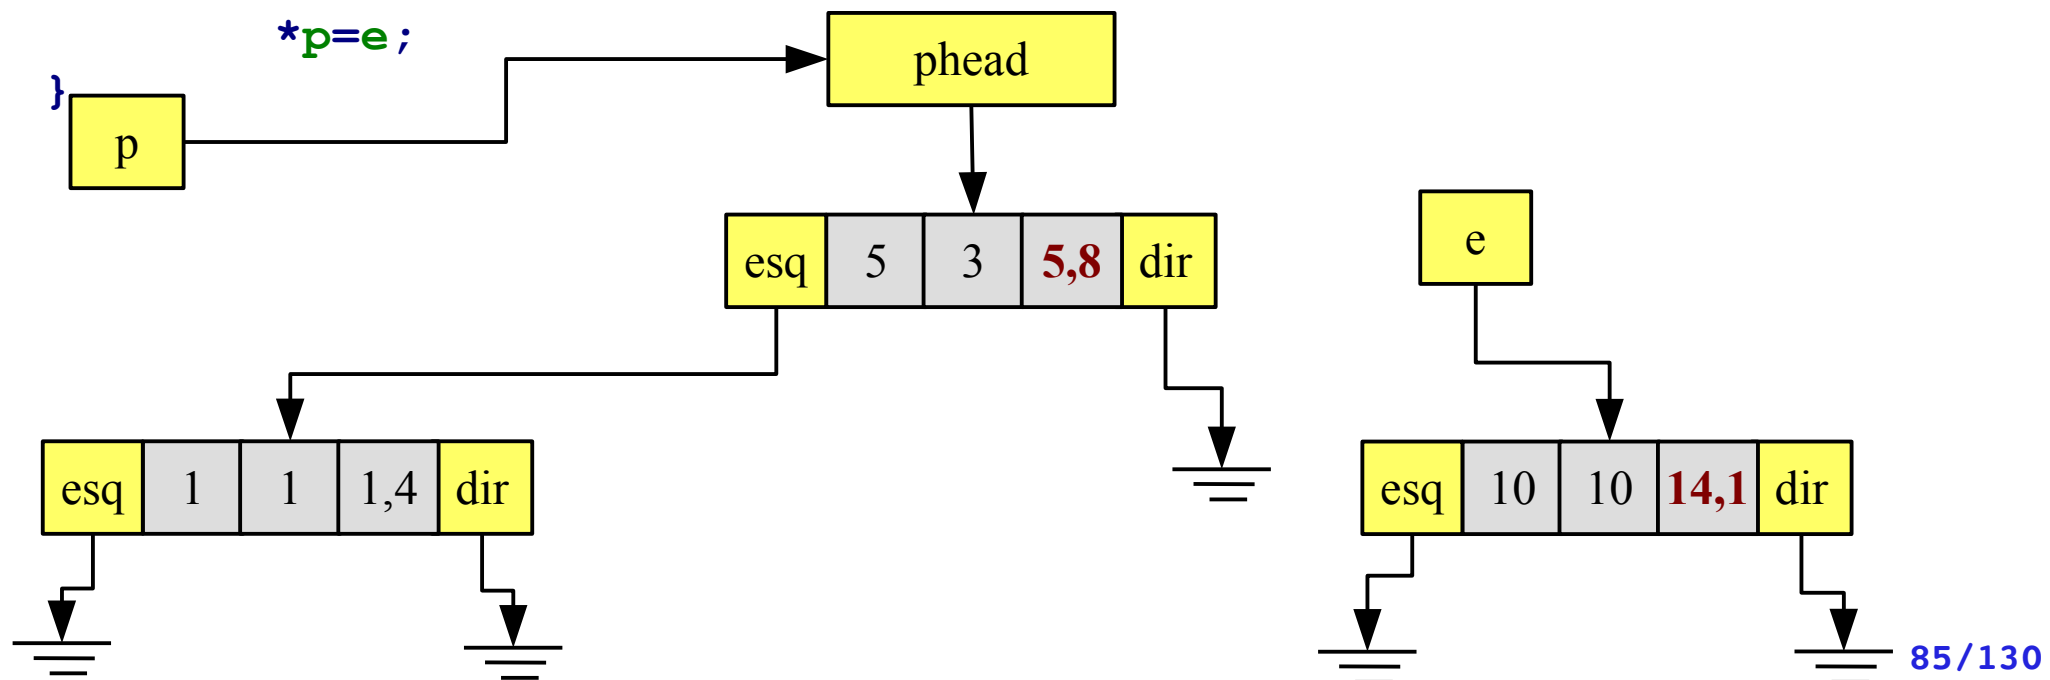 *p=e;
phead
}
p
e
esq 5 3 5,8 dir
esq 1 1 1,4 dir
esq 10 10 14,1 dir
85/130